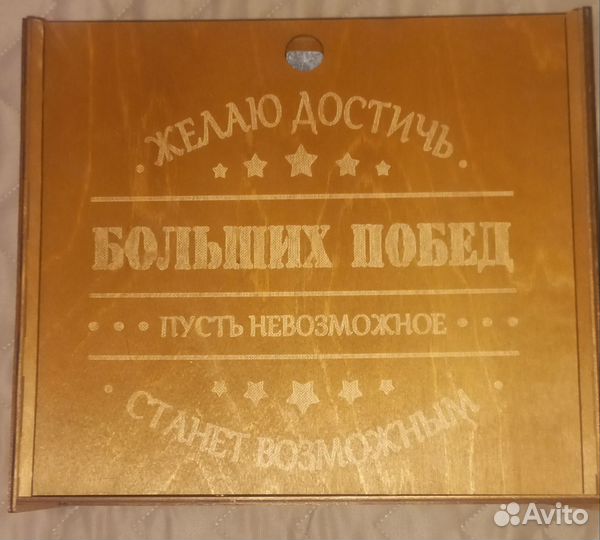 ЖЕЛАЮ ДОСТИЧЬ
БОЛЬШИХ ПОБЕД
ПУСТЬ НЕВОЗМОЖНОЕ
СТАНЕТ ВОЗМОЖНЫМ
Avito